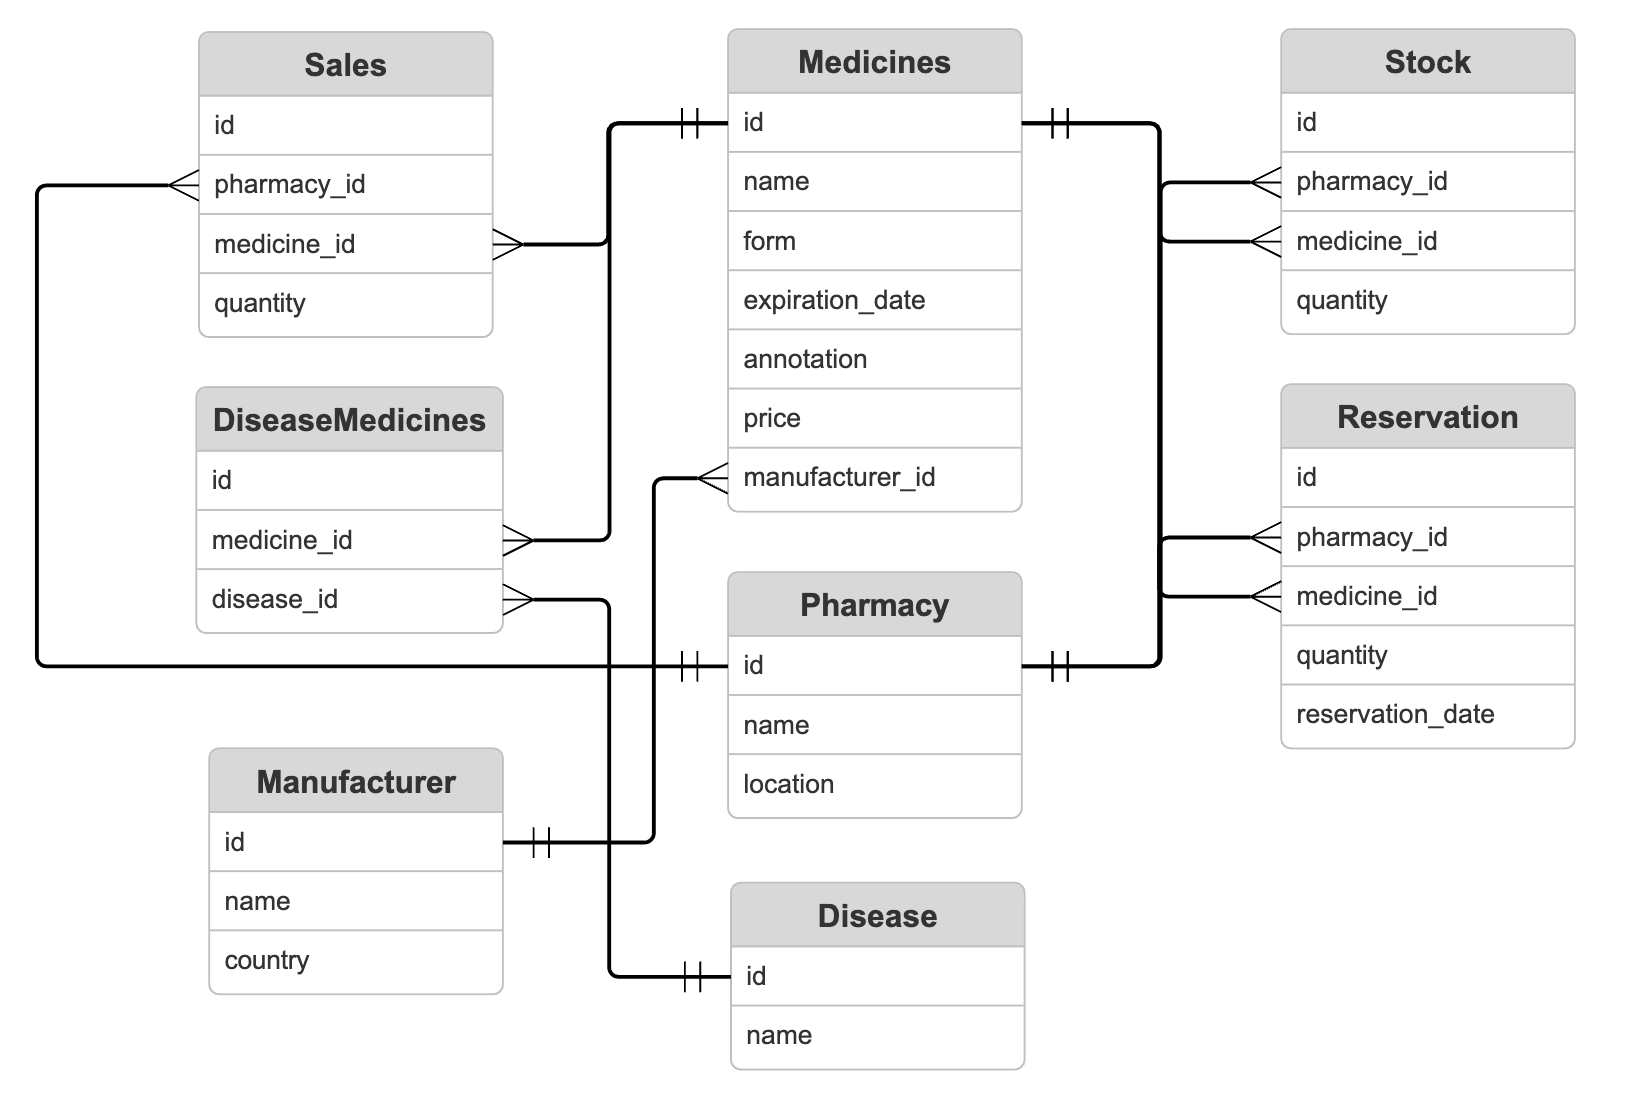 Sales
id
pharmacy_id
medicine_id
quantity
DiseaseMedicines
id
medicine_id
disease_id
Manufacturer
id
name
country
Medicines
id
name
form
expiration_date
annotation
price
manufacturer_id
Pharmacy
id
name
location
Disease
id
name
Stock
id
pharmacy_id
medicine_id
quantity
Reservation
id
pharmacy_id
medicine_id
quantity
reservation_date